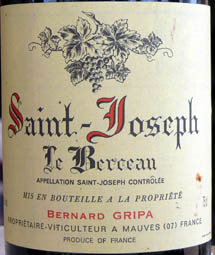 Saint-Joseph
Le Berceau
APPELLATION SAINT-JOSEPH CONTRÔLÉE
MIS EN BOUTEILLE A LA PROPRIÉTÉ
BERNARD GRIPA
PROPRIÉTAIRE-VITICULTEUR A MAUVES (07) FRANCE
PRODUCE OF FRANCE